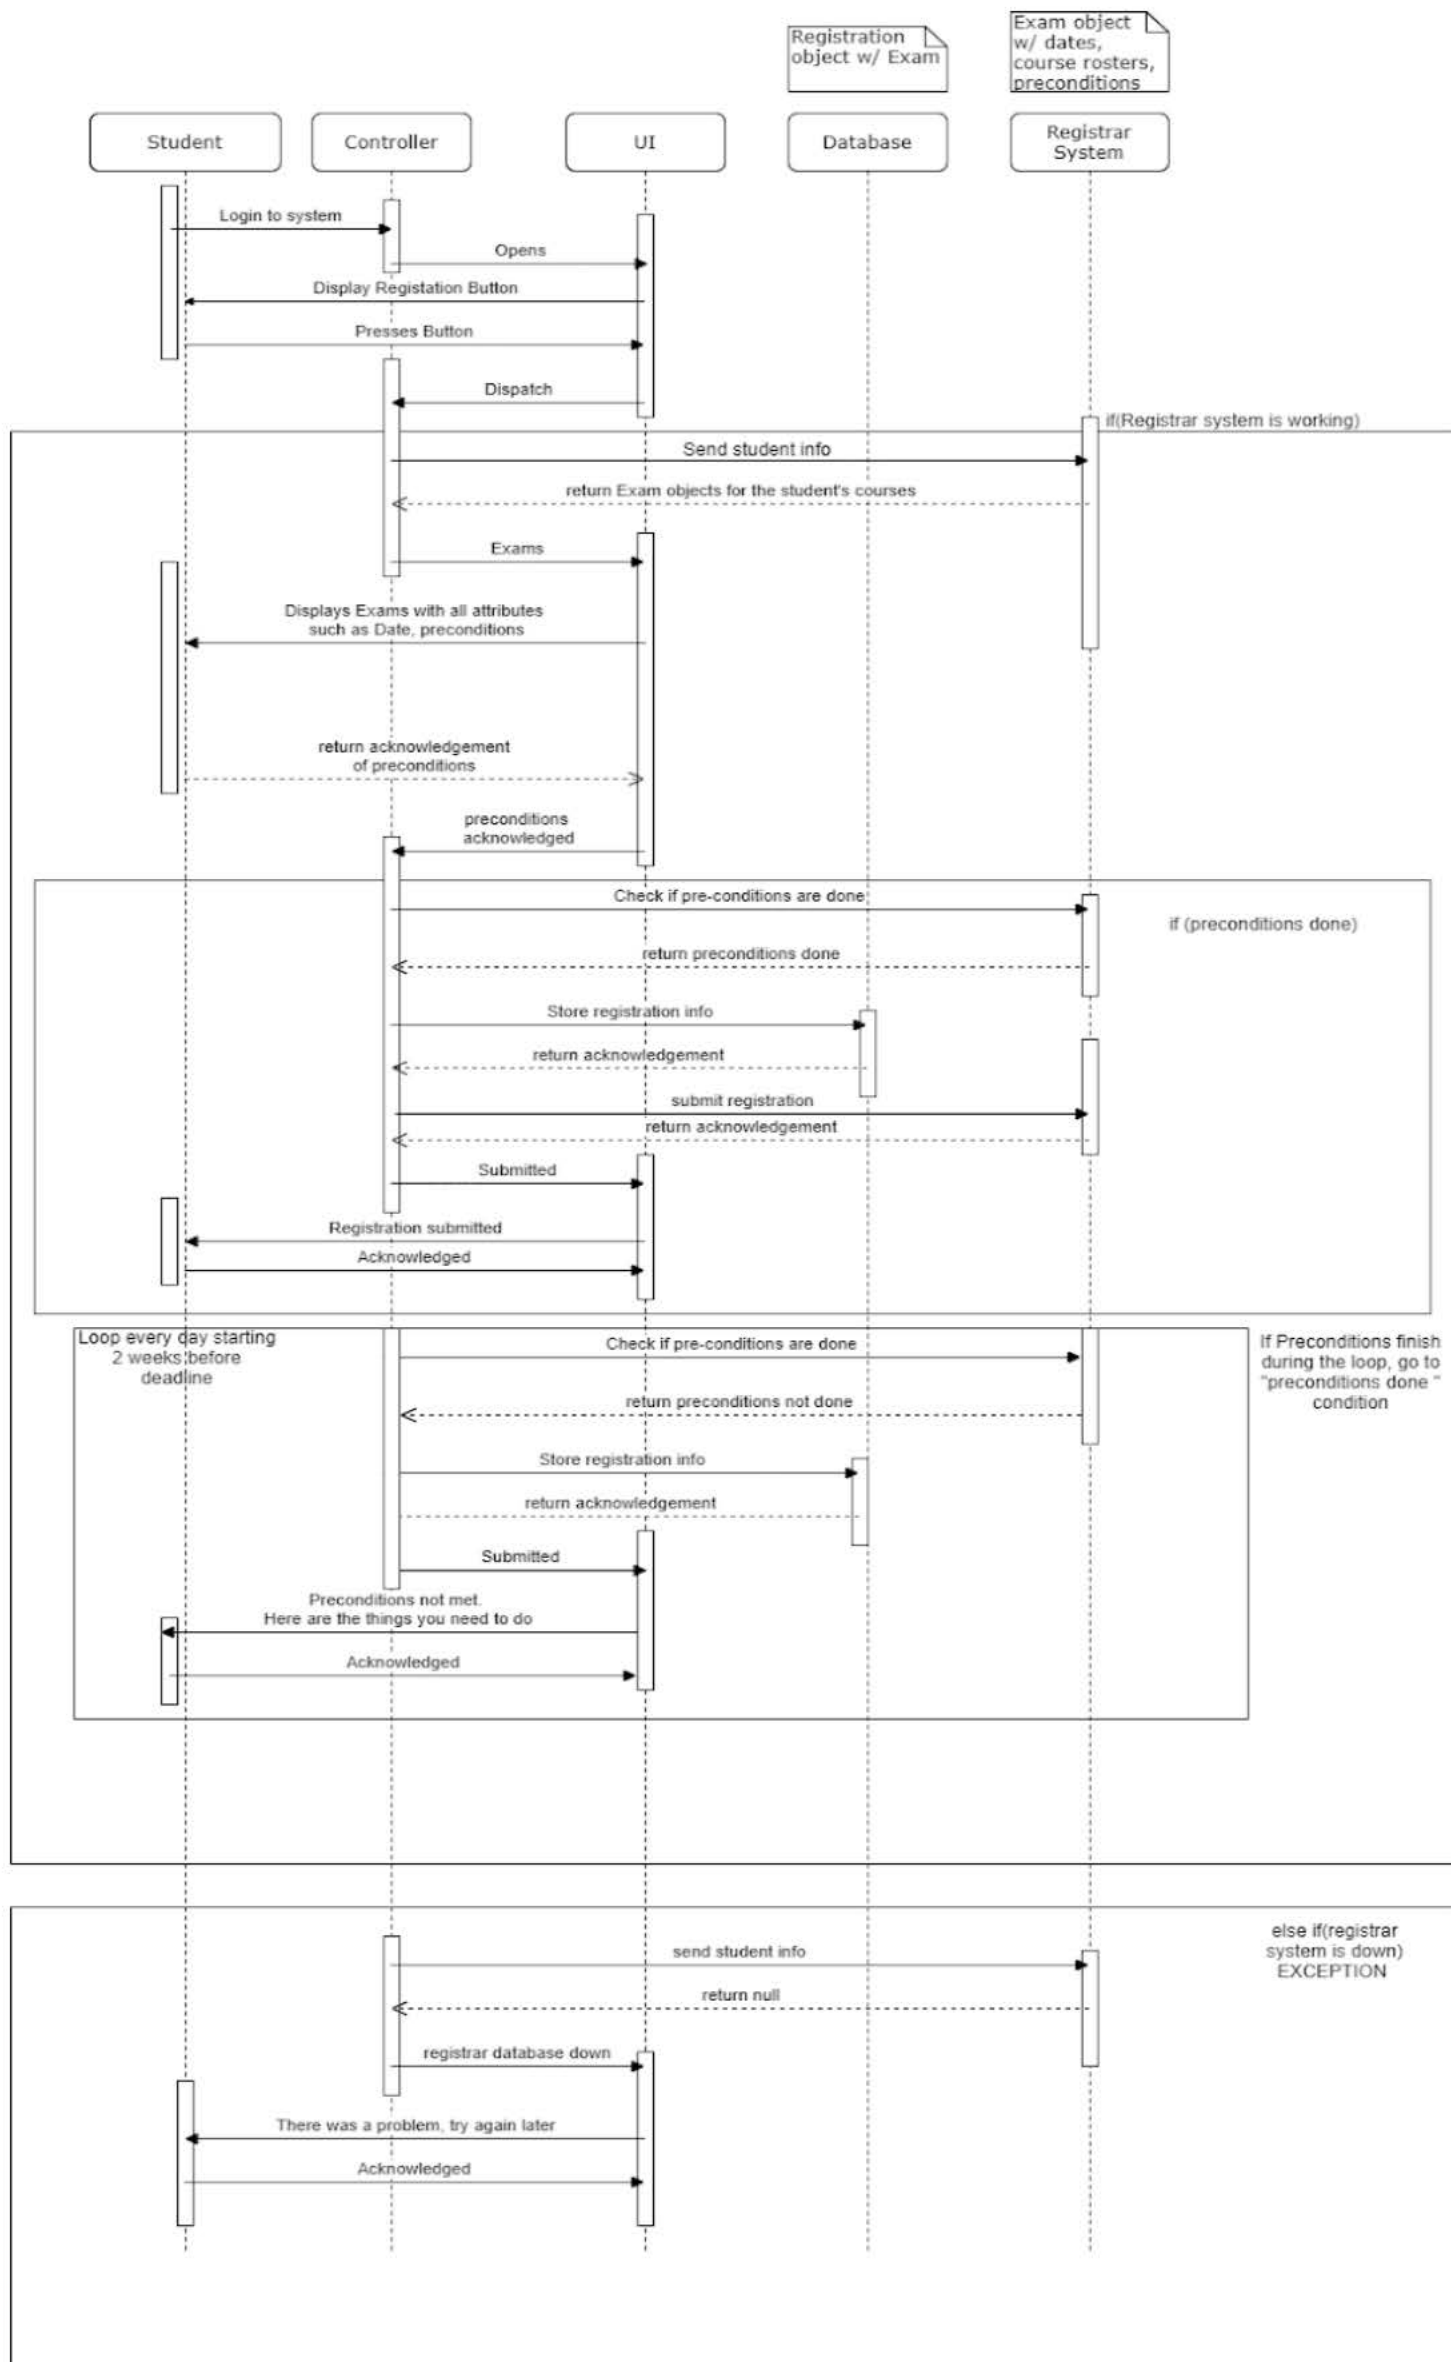 Registration
object w/ Exam
Exam object
w/ dates,
course rosters,
preconditions
Student
Controller
UI
Database
Registrar
System
Login to system
Opens
Display Registation Button
Presses Button
Dispatch
if(Registrar system is working)
Send student info
return Exam objects for the student's courses
Exams
Displays Exams with all attributes
such as Date, preconditions
return acknowledgement
of preconditions
preconditions
acknowledged
Check if pre-conditions are done
if (preconditions done)
return preconditions done
Store registration info
return acknowledgement
submit registration
return acknowledgement
Submitted
Registration submitted
Acknowledged
Loop every day starting
2 weeks before
deadline
Check if pre-conditions are done
If Preconditions finish
during the loop, go to
"preconditions done "
condition
return preconditions not done
Store registration info
return acknowledgement
Submitted
Preconditions not met.
Here are the things you need to do
Acknowledged
else if(registrar
system is down)
EXCEPTION
send student info
return null
registrar database down
There was a problem, try again later
Acknowledged